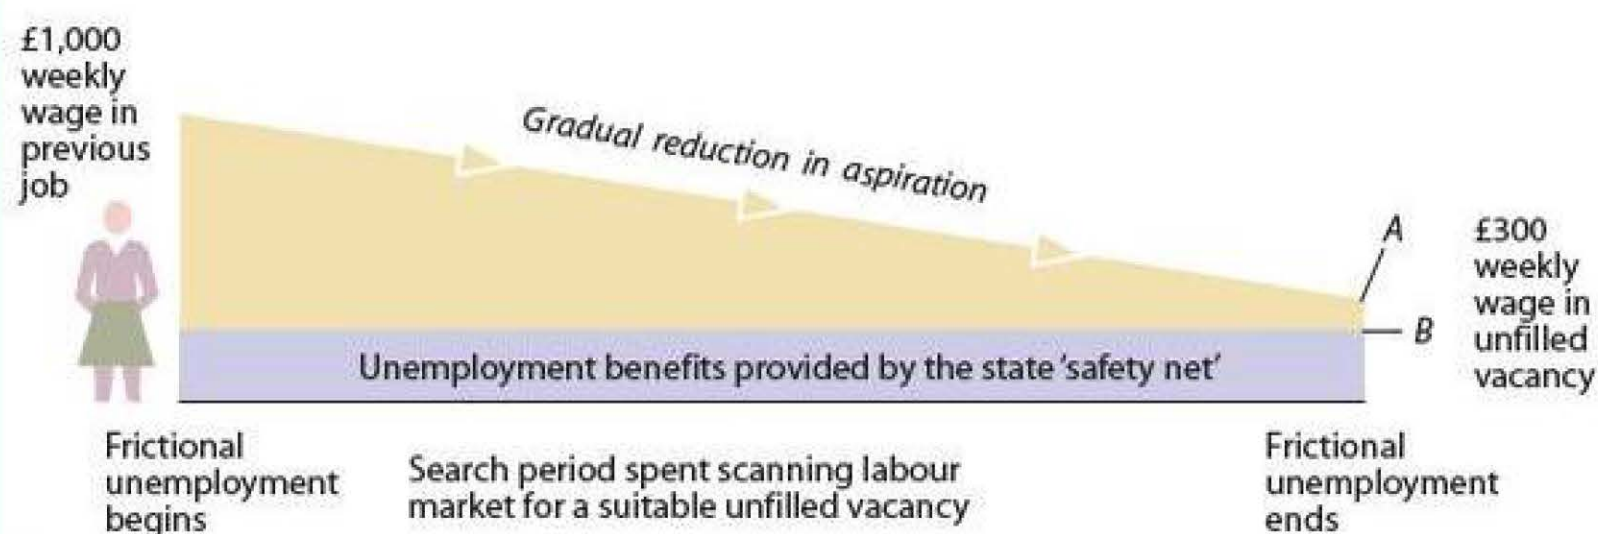 £1,000
weekly
wage in
previous
job
Gradual reduction in aspiration
A
B
£300
weekly
wage in
unfilled
vacancy
Unemployment benefits provided by the state ‘safety net’
Frictional
unemployment
begins
Search period spent scanning labour
market for a suitable unfilled vacancy
Frictional
unemployment
ends